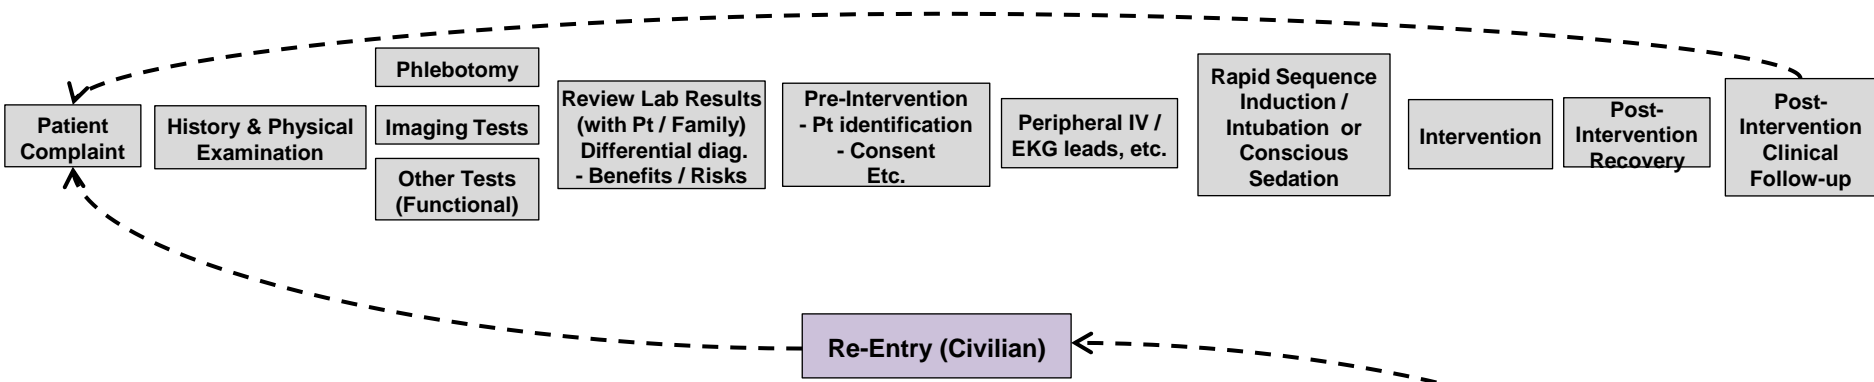 Patient
Complaint
History & Physical
Examination
Phlebotomy
Imaging Tests
Other Tests
(Functional)
Review Lab Results
(with Pt / Family)
Differential diag.
- Benefits / Risks
Pre-Intervention
- Pt identification
- Consent
Etc.
Peripheral IV /
EKG leads, etc.
Rapid Sequence
Induction /
Intubation or
Conscious
Sedation
Intervention
Post-
Intervention
Recovery
Post-
Intervention
Clinical
Follow-up
Re-Entry (Civilian)